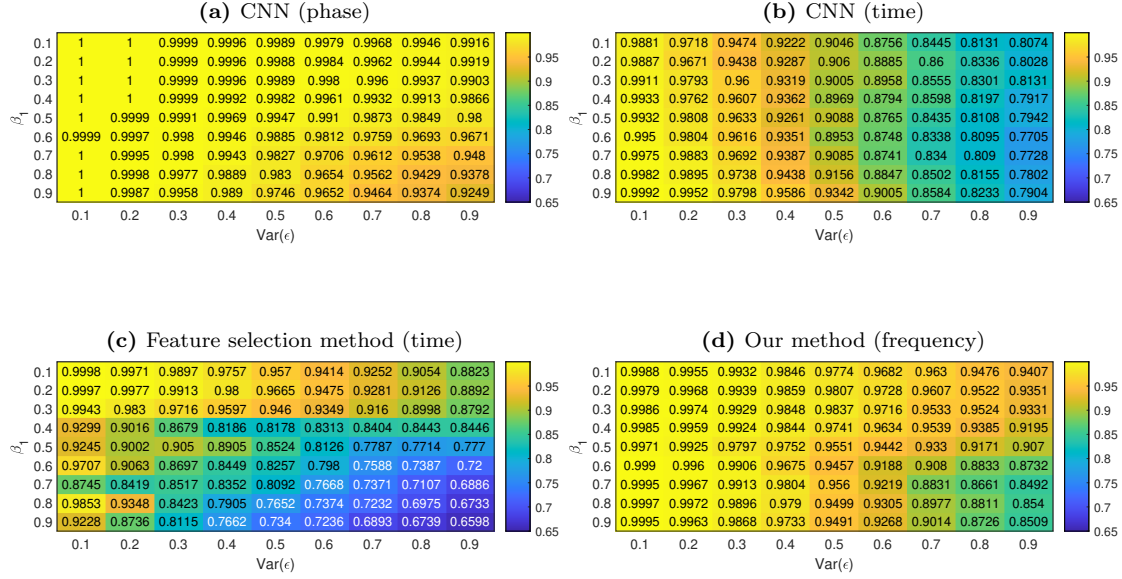 (a) CNN (phase)
β1
0.1 1 1 0.9999 0.9996 0.9989 0.9979 0.9968 0.9946 0.9916
0.2 1 1 0.9999 0.9996 0.9988 0.9984 0.9962 0.9944 0.9919
0.3 1 1 0.9999 0.9996 0.9989 0.998 0.996 0.9937 0.9903
0.4 1 1 0.9999 0.9992 0.9982 0.9961 0.9932 0.9913 0.9866
0.5 1 0.9999 0.9991 0.9969 0.9947 0.991 0.9873 0.9849 0.98
0.6 0.9999 0.9997 0.998 0.9946 0.9885 0.9812 0.9759 0.9693 0.9671
0.7 1 0.9995 0.998 0.9943 0.9827 0.9706 0.9612 0.9538 0.948
0.8 1 0.9998 0.9977 0.9889 0.983 0.9654 0.9562 0.9429 0.9378
0.9 1 0.9987 0.9958 0.989 0.9746 0.9652 0.9464 0.9374 0.9249
0.1 0.2 0.3 0.4 0.5 0.6 0.7 0.8 0.9
Var(ϵ)
0.95
0.9
0.85
0.8
0.75
0.7
0.65
(b) CNN (time)
β1
0.1 0.9881 0.9718 0.9474 0.9222 0.9046 0.8756 0.8445 0.8131 0.8074
0.2 0.9887 0.9671 0.9438 0.9287 0.906 0.8885 0.86 0.8336 0.8028
0.3 0.9911 0.9793 0.96 0.9319 0.9005 0.8958 0.8555 0.8301 0.8131
0.4 0.9933 0.9762 0.9607 0.9362 0.8969 0.8794 0.8598 0.8197 0.7917
0.5 0.9932 0.9808 0.9633 0.9261 0.9088 0.8765 0.8435 0.8108 0.7942
0.6 0.995 0.9804 0.9616 0.9351 0.8953 0.8748 0.8338 0.8095 0.7705
0.7 0.9975 0.9883 0.9692 0.9387 0.9085 0.8741 0.834 0.809 0.7728
0.8 0.9982 0.9895 0.9738 0.9438 0.9156 0.8847 0.8502 0.8155 0.7802
0.9 0.9992 0.9952 0.9798 0.9586 0.9342 0.9005 0.8584 0.8233 0.7904
0.1 0.2 0.3 0.4 0.5 0.6 0.7 0.8 0.9
Var(ϵ)
0.95
0.9
0.85
0.8
0.75
0.7
0.65
(c) Feature selection method (time)
β1
0.1 0.9998 0.9971 0.9897 0.9757 0.957 0.9414 0.9252 0.9054 0.8823
0.2 0.9997 0.9977 0.9913 0.98 0.9665 0.9475 0.9281 0.9126 0.8892
0.3 0.9943 0.983 0.9716 0.9597 0.946 0.9349 0.916 0.8998 0.8792
0.4 0.9299 0.9016 0.8679 0.8186 0.8178 0.8313 0.8404 0.8443 0.8446
0.5 0.9245 0.9002 0.905 0.8905 0.8524 0.8126 0.7787 0.7714 0.777
0.6 0.9707 0.9063 0.8697 0.8449 0.8257 0.798 0.7588 0.7387 0.72
0.7 0.8745 0.8419 0.8517 0.8352 0.8092 0.7668 0.7371 0.7107 0.6886
0.8 0.9853 0.9348 0.8423 0.7905 0.7652 0.7374 0.7232 0.6975 0.6733
0.9 0.9228 0.8736 0.8115 0.7662 0.734 0.7236 0.6893 0.6739 0.6598
0.1 0.2 0.3 0.4 0.5 0.6 0.7 0.8 0.9
Var(ϵ)
0.95
0.9
0.85
0.8
0.75
0.7
0.65
(d) Our method (frequency)
β1
0.1 0.9988 0.9955 0.9932 0.9846 0.9774 0.9682 0.963 0.9476 0.9407
0.2 0.9979 0.9968 0.9939 0.9859 0.9807 0.9728 0.9607 0.9522 0.9351
0.3 0.9986 0.9974 0.9929 0.9848 0.9837 0.9716 0.9533 0.9524 0.9331
0.4 0.9985 0.9959 0.9924 0.9844 0.9741 0.9634 0.9539 0.9385 0.9195
0.5 0.9971 0.9925 0.9797 0.9752 0.9551 0.9442 0.933 0.9171 0.907
0.6 0.999 0.996 0.9906 0.9675 0.9457 0.9188 0.908 0.8833 0.8732
0.7 0.9995 0.9967 0.9913 0.9804 0.956 0.9219 0.8831 0.8661 0.8492
0.8 0.9997 0.9972 0.9896 0.979 0.9499 0.9305 0.8977 0.8811 0.854
0.9 0.9995 0.9963 0.9868 0.9733 0.9491 0.9268 0.9014 0.8726 0.8509
0.1 0.2 0.3 0.4 0.5 0.6 0.7 0.8 0.9
Var(ϵ)
0.95
0.9
0.85
0.8
0.75
0.7
0.65